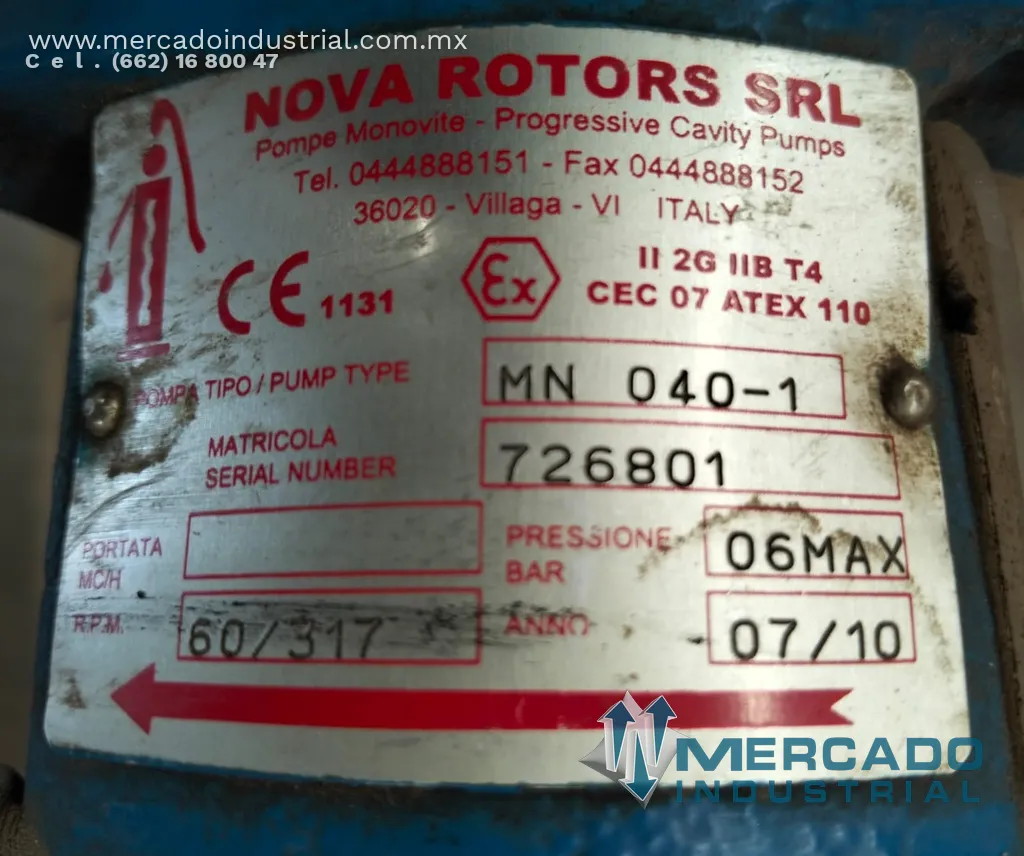 www.mercadoindustrial.com.mx
Cel. (662) 16 800 47
NOVA ROTORS SRL
Pompe Monovite - Progressive Cavity Pumps
Tel. 0444888151 - Fax 0444888152
36020 - Villaga - VI ITALY
CE 1131
Ex
II 2G IIB T4
CEC 07 ATEX 110
POMPA TIPO / PUMP TYPE
MN 040-1
MATRICOLA
SERIAL NUMBER
726801
PORTATA
MC/H
PRESSIONE
BAR
06MAX
R.P.M.
60/317
ANNO
07/10
MERCADO
INDUSTRIAL